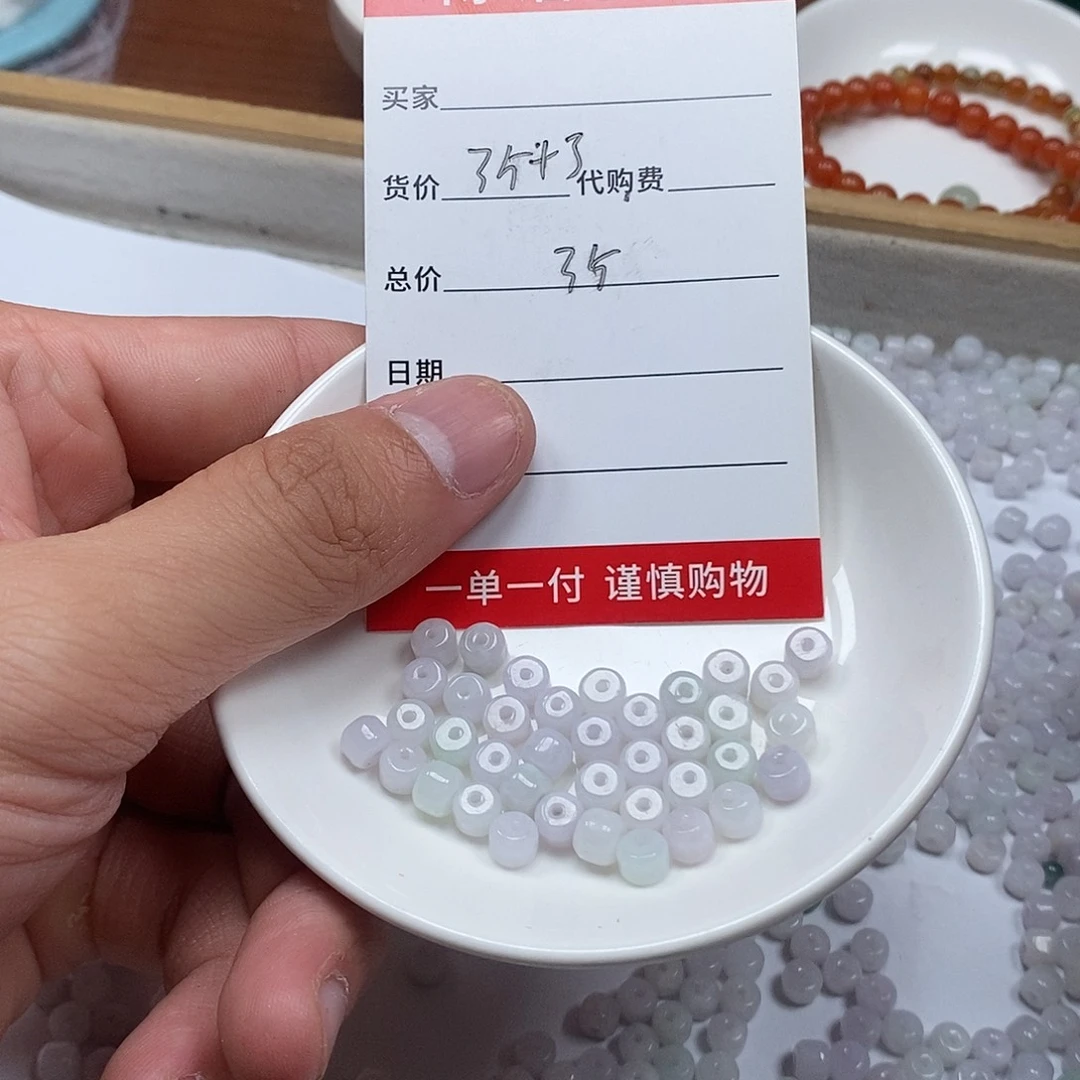 买家
货价 35+3 代购费
总价 35
日期
一单一付 谨慎购物